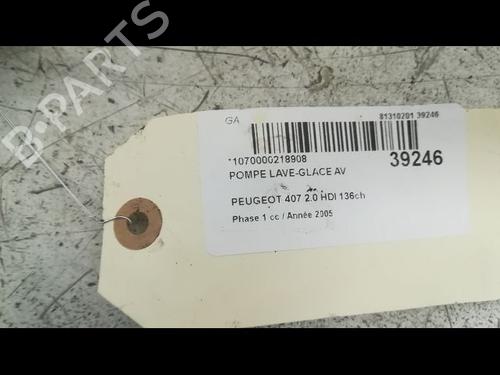 B-PARTS
GA
81310201 39246
*1070000218908
39246
POMPE LAVE-GLACE AV
PEUGEOT 407 2.0 HDI 136ch
Phase 1 cc / Année 2005